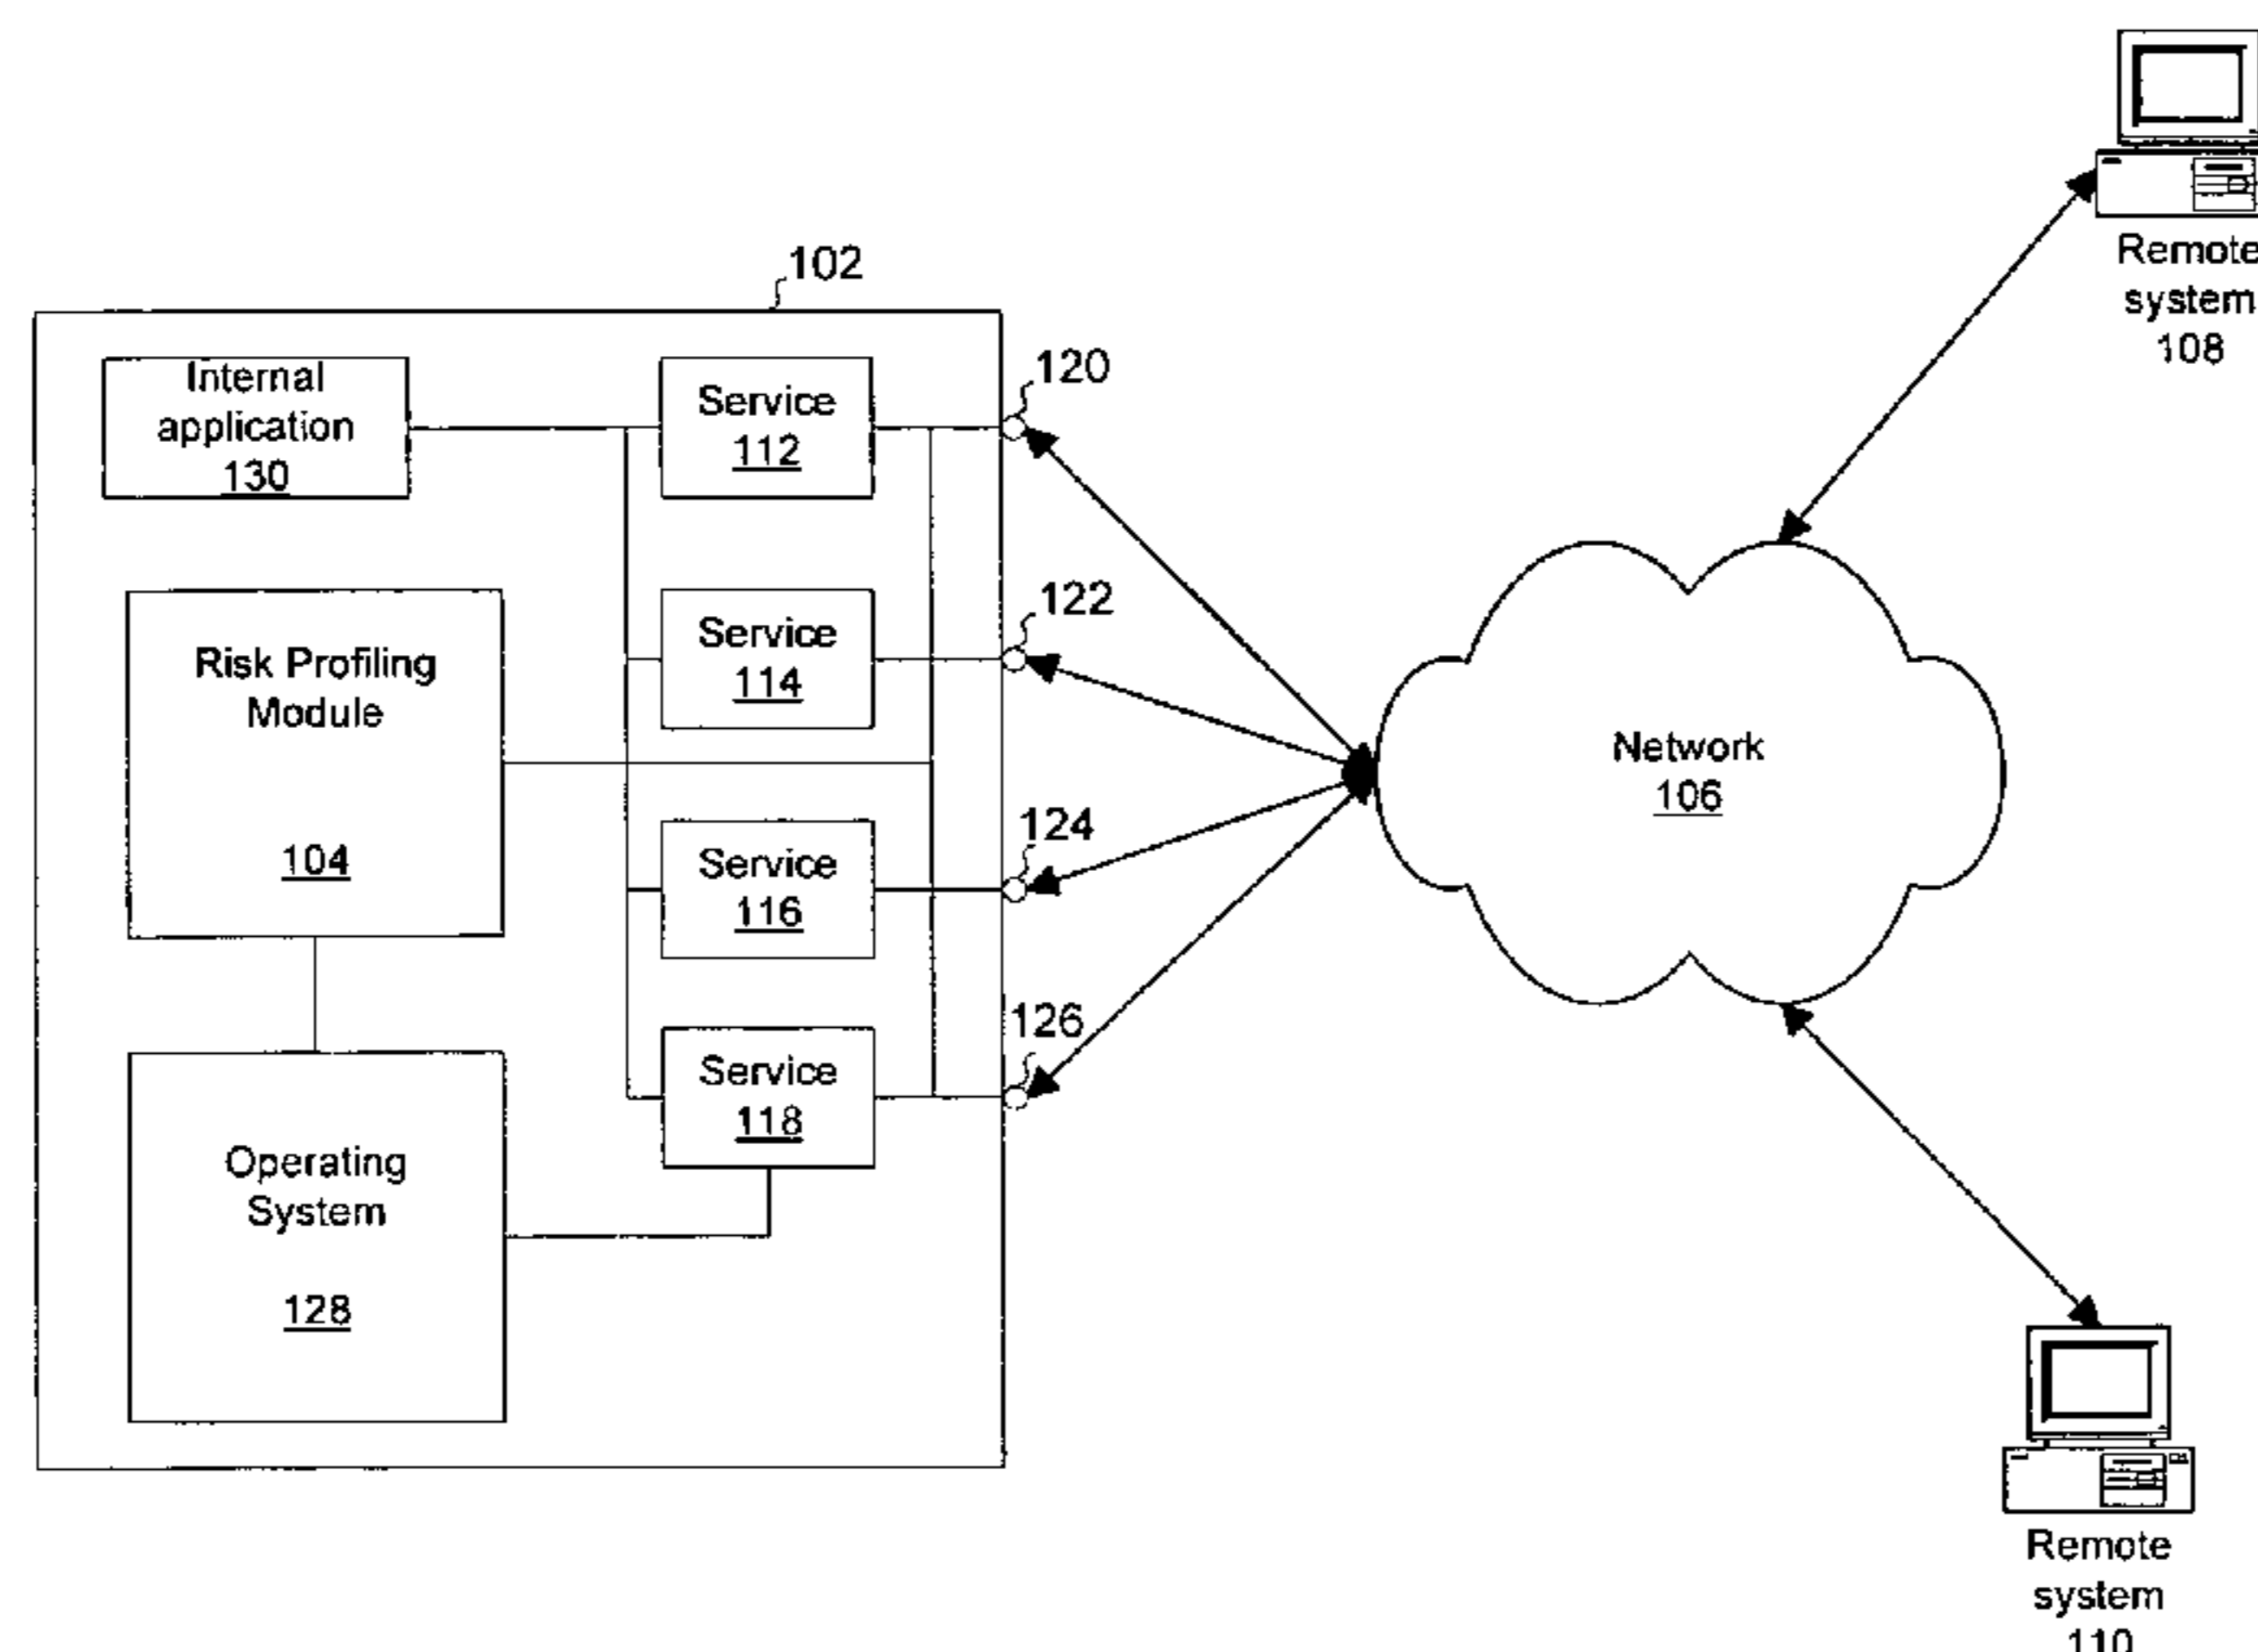 102
Internal
application
130
Service
112
120
Risk Profiling
Module
104
Service
114
122
Service
116
124
Service
118
126
Operating
System
128
Network
106
Remote
system
108
Remote
system
110